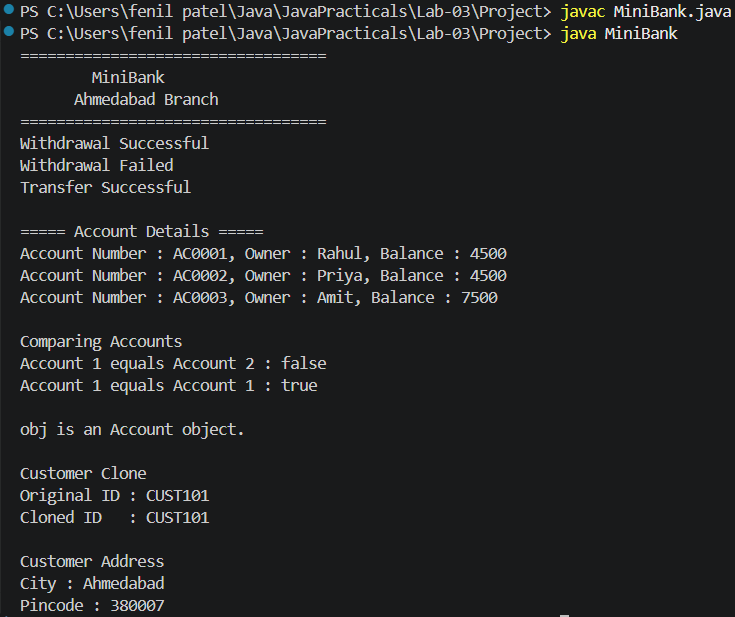 PS C:\Users\fenil patel\Java\JavaPracticals\Lab-03\Project> javac MiniBank.java
PS C:\Users\fenil patel\Java\JavaPracticals\Lab-03\Project> java MiniBank
==================================
MiniBank
Ahmedabad Branch
==================================
Withdrawal Successful
Withdrawal Failed
Transfer Successful
===== Account Details =====
Account Number : AC0001, Owner : Rahul, Balance : 4500
Account Number : AC0002, Owner : Priya, Balance : 4500
Account Number : AC0003, Owner : Amit, Balance : 7500
Comparing Accounts
Account 1 equals Account 2 : false
Account 1 equals Account 1 : true
obj is an Account object.
Customer Clone
Original ID : CUST101
Cloned ID   : CUST101
Customer Address
City : Ahmedabad
Pincode : 380007